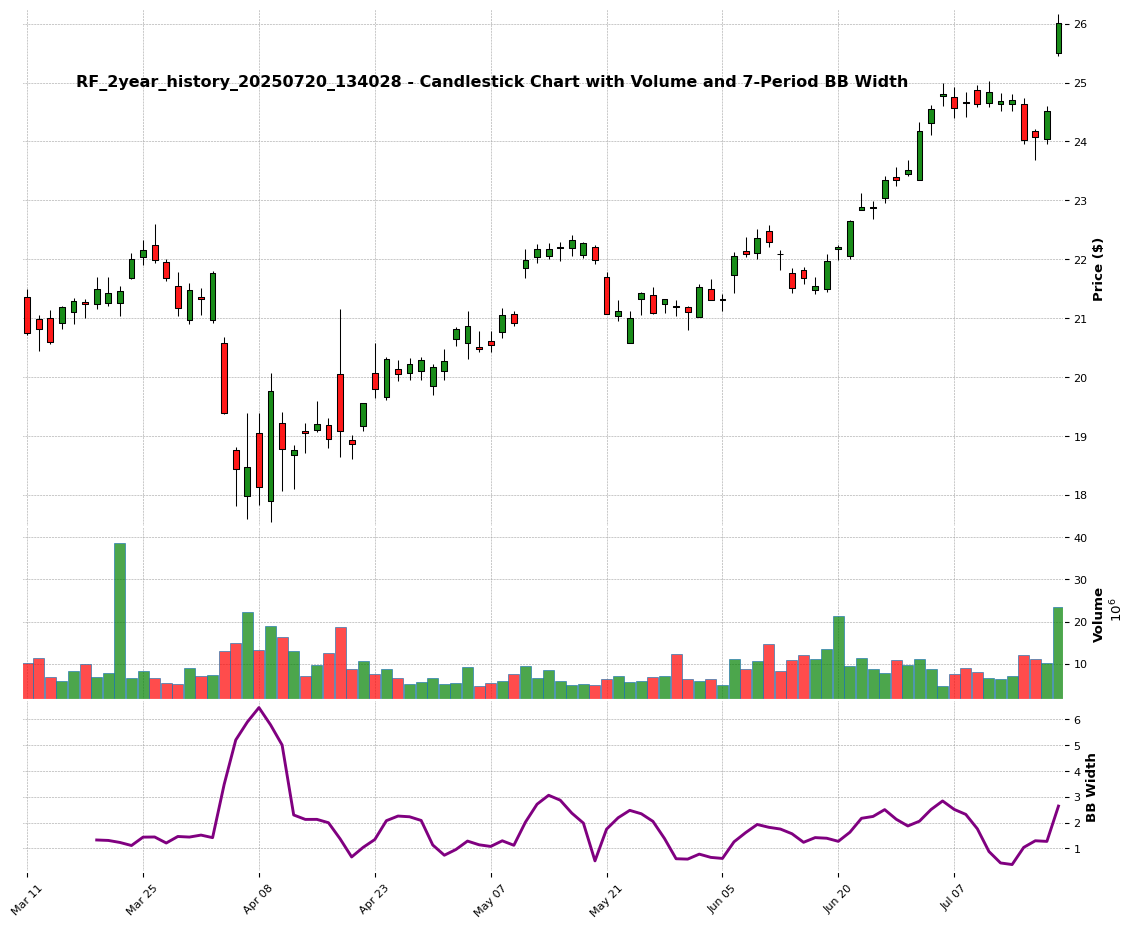 RF_2year_history_20250720_134028 - Candlestick Chart with Volume and 7-Period BB Width
26
25
24
23
22
21
20
19
18
Price ($)
40
30
20
10
Volume
10^6
6
5
4
3
2
1
BB Width
Mar 11
Mar 25
Apr 08
Apr 23
May 07
May 21
Jun 05
Jun 20
Jul 07